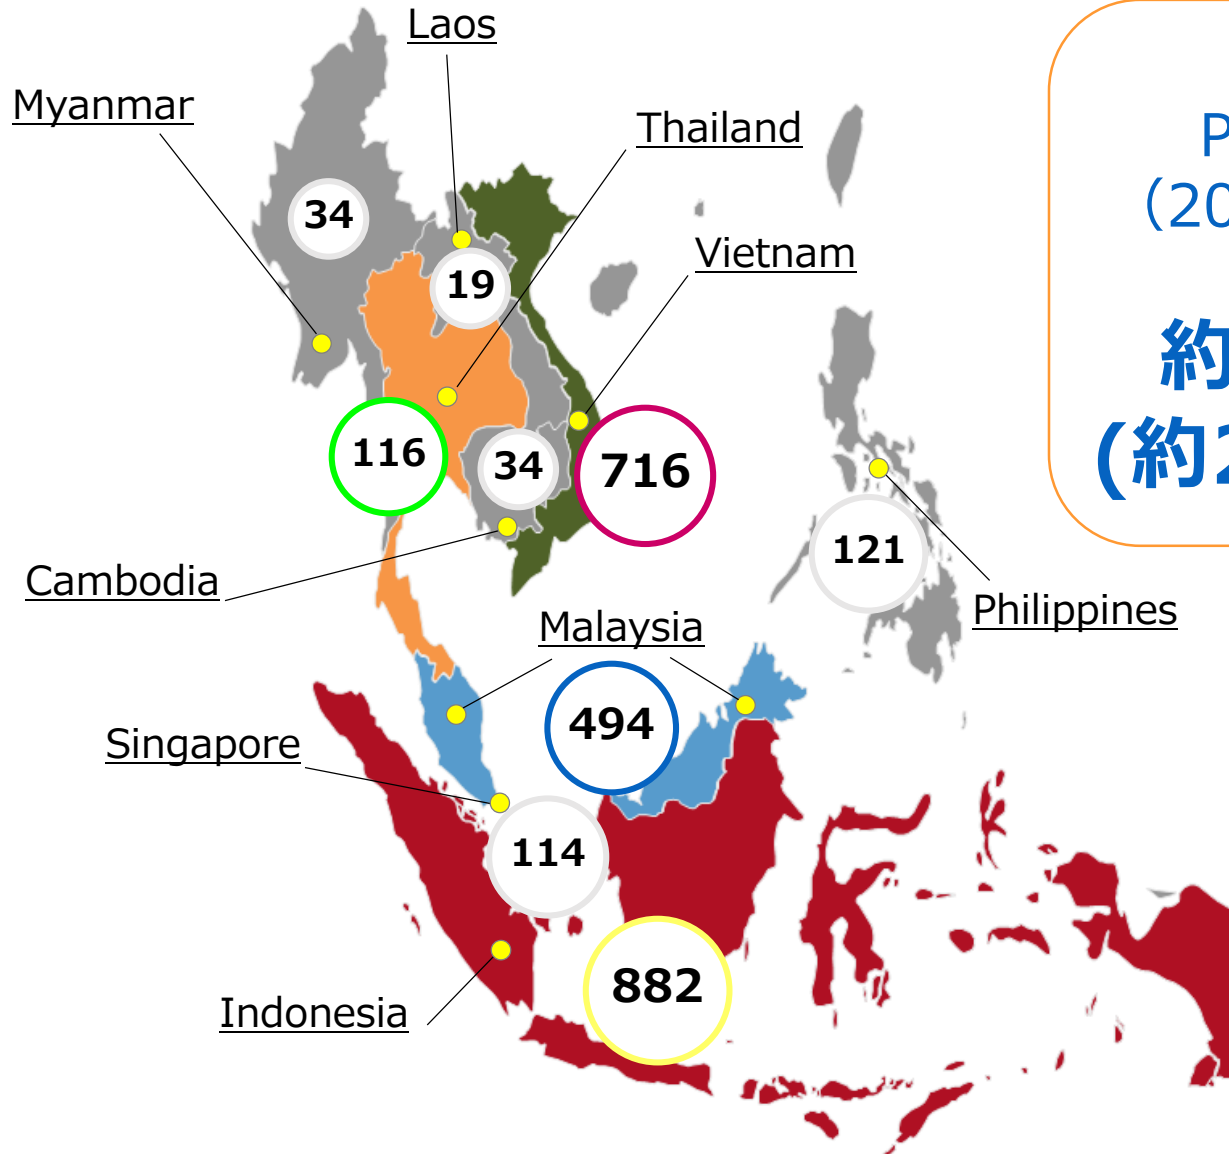 Laos
Myanmar
Thailand
34
Vietnam
19
116
34
716
121
Cambodia
Philippines
Malaysia
494
Singapore
114
882
Indonesia
P
（20
約
(約2